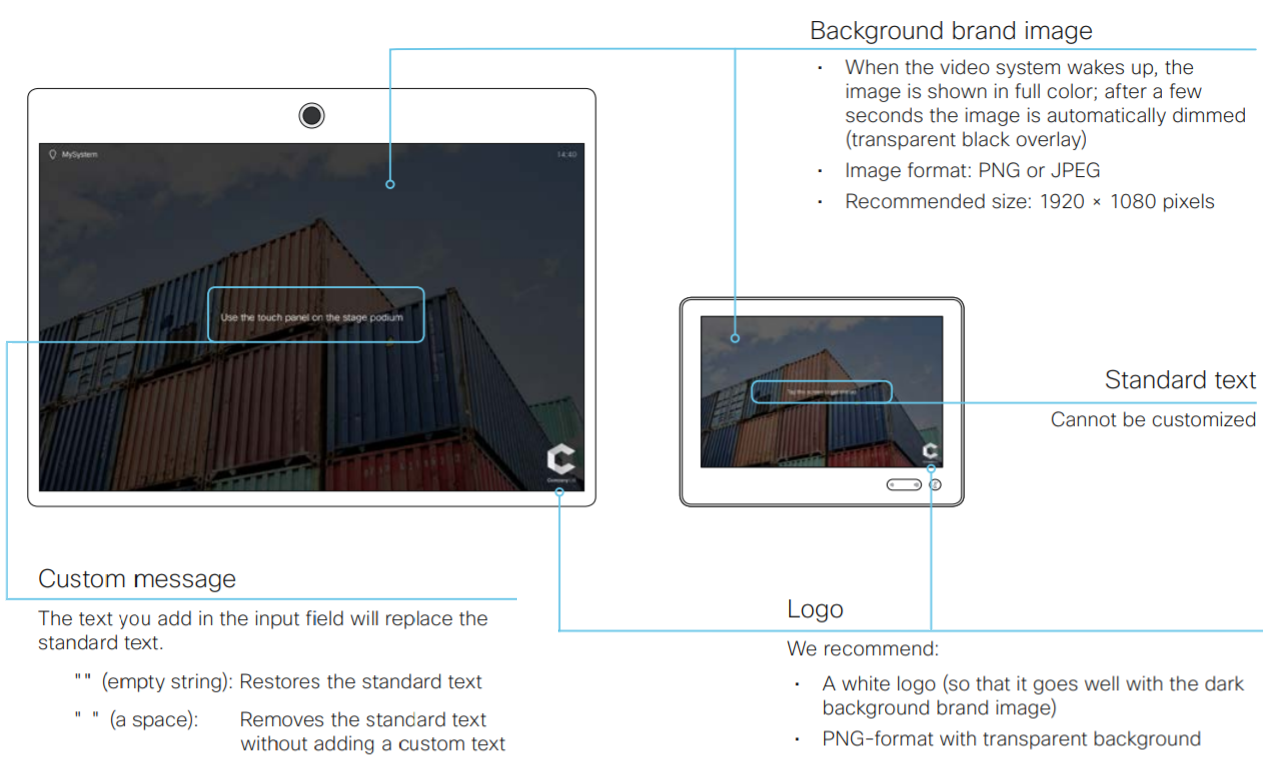 Background brand image
· When the video system wakes up, the
image is shown in full color; after a few
seconds the image is automatically dimmed
(transparent black overlay)
· Image format: PNG or JPEG
· Recommended size: 1920 × 1080 pixels
MySystem
14:40
Use the touch panel on the stage podium
Standard text
Cannot be customized
Custom message
The text you add in the input field will replace the
standard text.
"" (empty string): Restores the standard text
" " (a space): Removes the standard text
without adding a custom text
Logo
We recommend:
· A white logo (so that it goes well with the dark
background brand image)
· PNG-format with transparent background